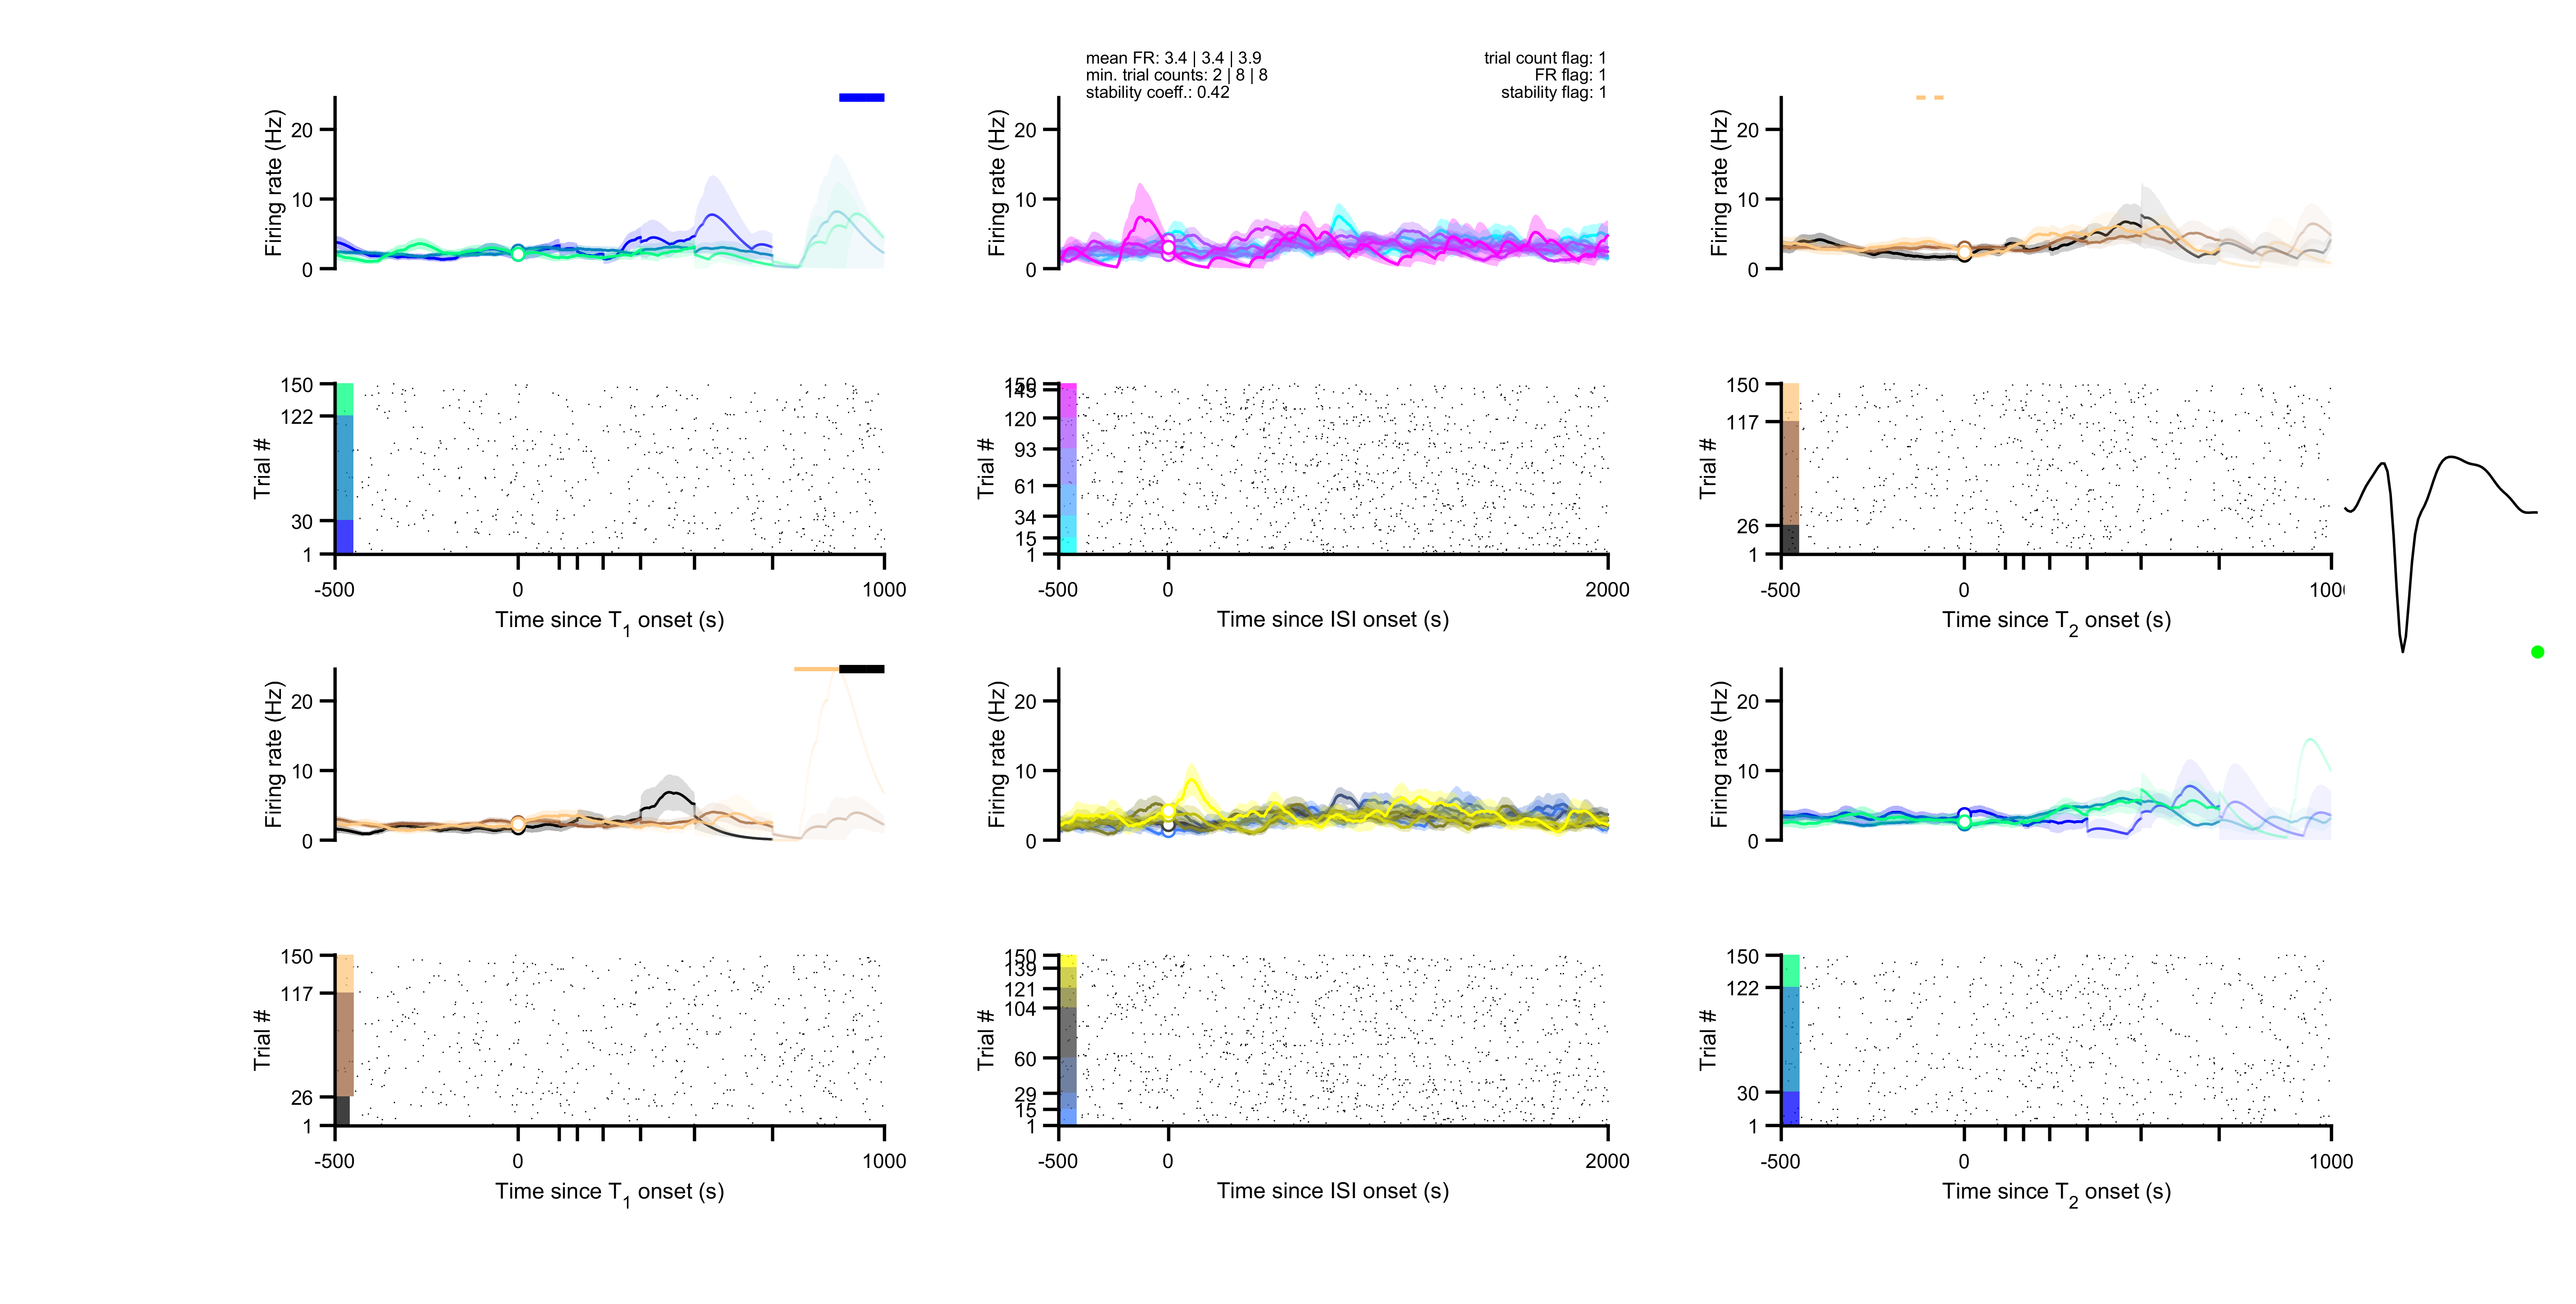 mean FR: 3.4 | 3.4 | 3.9
min. trial counts: 2 | 8 | 8
stability coeff.: 0.42
trial count flag: 1
FR flag: 1
stability flag: 1
Firing rate (Hz)
20
10
0
Firing rate (Hz)
20
10
0
Firing rate (Hz)
20
10
0
Trial #
150
122
30
1
-500
0
1000
Time since T1 onset (s)
Trial #
150
120
93
61
34
15
1
-500
0
2000
Time since ISI onset (s)
Trial #
150
117
26
1
-500
0
Time since T2 onset (s)
Firing rate (Hz)
20
10
0
Firing rate (Hz)
20
10
0
Firing rate (Hz)
20
10
0
Trial #
150
117
26
1
-500
0
1000
Time since T1 onset (s)
Trial #
150
139
121
104
60
29
15
1
-500
0
2000
Time since ISI onset (s)
Trial #
150
122
30
1
-500
0
1000
Time since T2 onset (s)